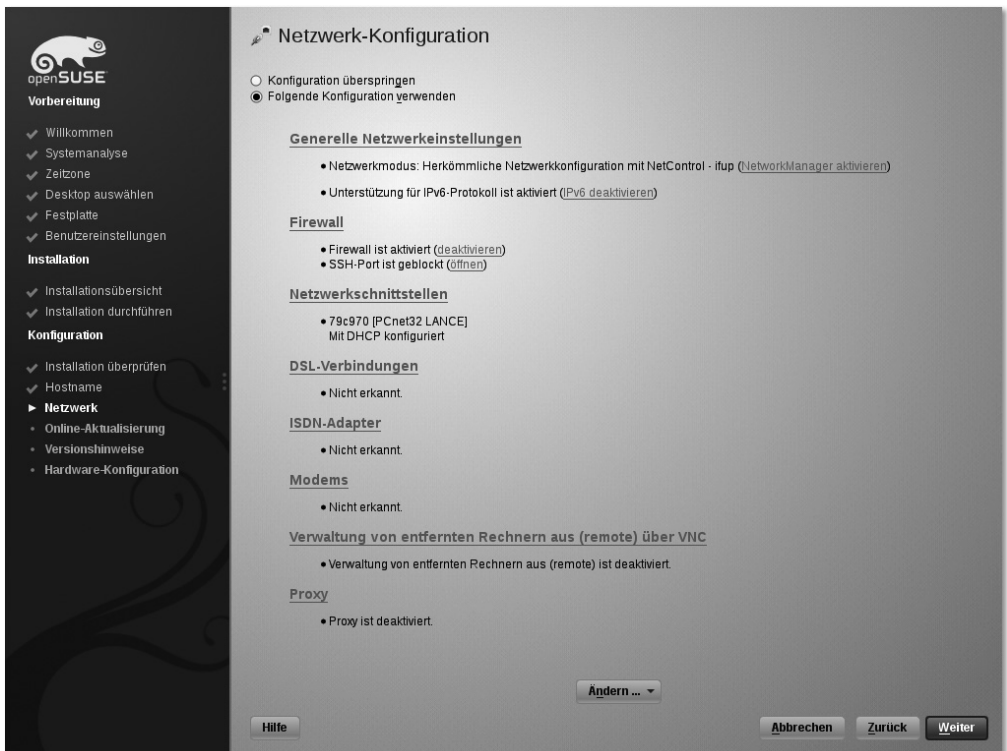 openSUSE
Vorbereitung
Willkommen
Systemanalyse
Zeitzone
Desktop auswählen
Festplatte
Benutzereinstellungen
Installation
Installationsübersicht
Installation durchführen
Konfiguration
Installation überprüfen
Hostname
Netzwerk
Online-Aktualisierung
Versionshinweise
Hardware-Konfiguration
Netzwerk-Konfiguration
Konfiguration überspringen
Folgende Konfiguration verwenden
Generelle Netzwerkeinstellungen
• Netzwerkmodus: Herkömmliche Netzwerkkonfiguration mit NetControl - ifup (NetworkManager aktivieren)
• Unterstützung für IPv6-Protokoll ist aktiviert (IPv6 deaktivieren)
Firewall
• Firewall ist aktiviert (deaktivieren)
• SSH-Port ist geblockt (öffnen)
Netzwerkschnittstellen
• 79c970 [PCnet32 LANCE]
Mit DHCP konfiguriert
DSL-Verbindungen
• Nicht erkannt.
ISDN-Adapter
• Nicht erkannt.
Modems
• Nicht erkannt.
Verwaltung von entfernten Rechnern aus (remote) über VNC
• Verwaltung von entfernten Rechnern aus (remote) ist deaktiviert.
Proxy
• Proxy ist deaktiviert.
Ändern ...
Hilfe
Abbrechen
Zurück
Weiter